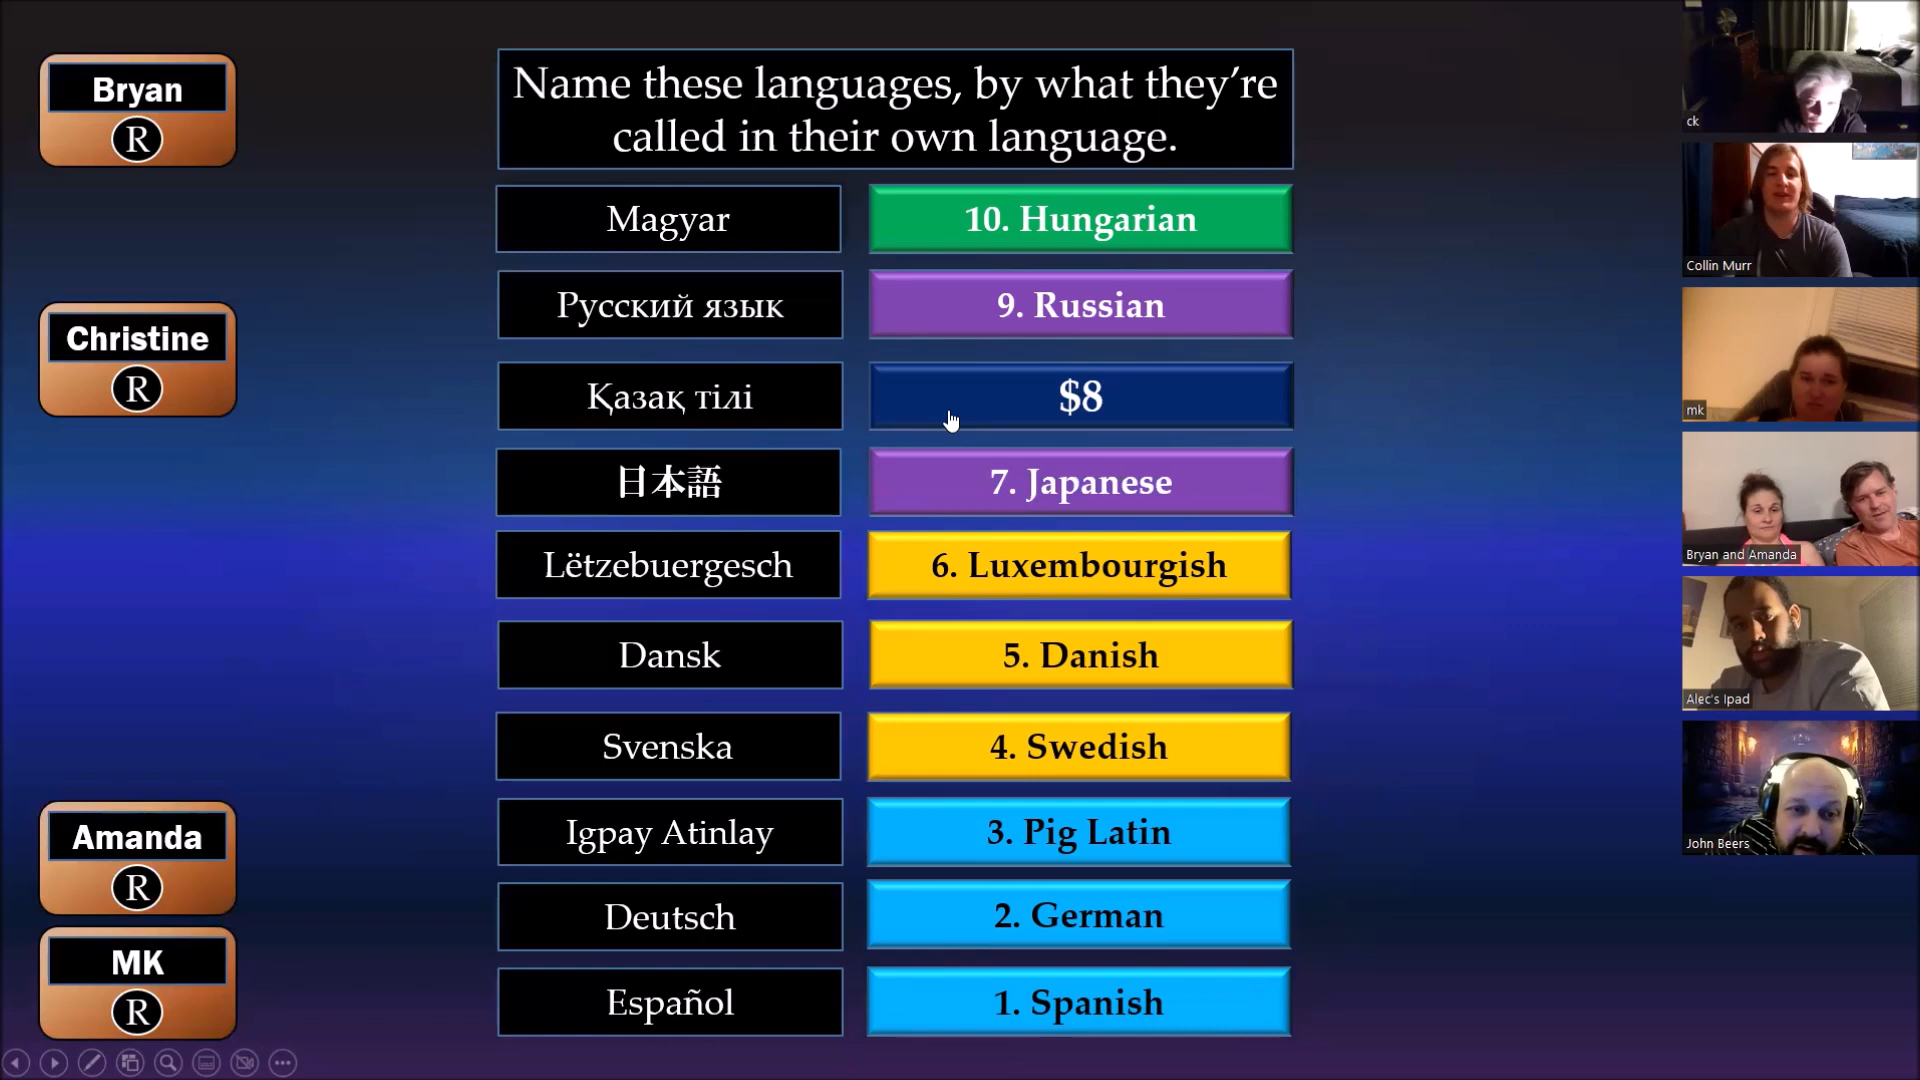 Name these languages, by what they're
called in their own language.
Bryan
R
Christine
R
Amanda
R
MK
R
Magyar
10. Hungarian
Русский язык
9. Russian
Қазақ тілі
$8
日本語
7. Japanese
Lëtzebuergesch
6. Luxembourgish
Dansk
5. Danish
Svenska
4. Swedish
Igpay Atinlay
3. Pig Latin
Deutsch
2. German
Español
1. Spanish
ck
Collin Murr
mk
Bryan and Amanda
Alec's Ipad
John Beers